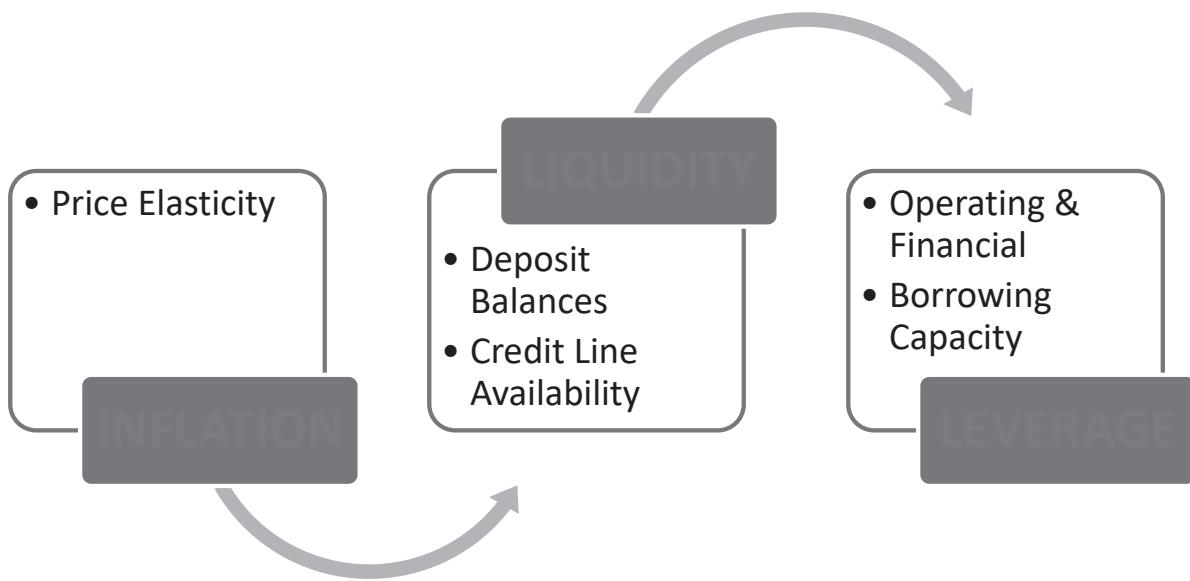 • Price Elasticity
INFLATION
LIQUIDITY
• Deposit
Balances
• Credit Line
Availability
• Operating &
Financial
• Borrowing
Capacity
LEVERAGE